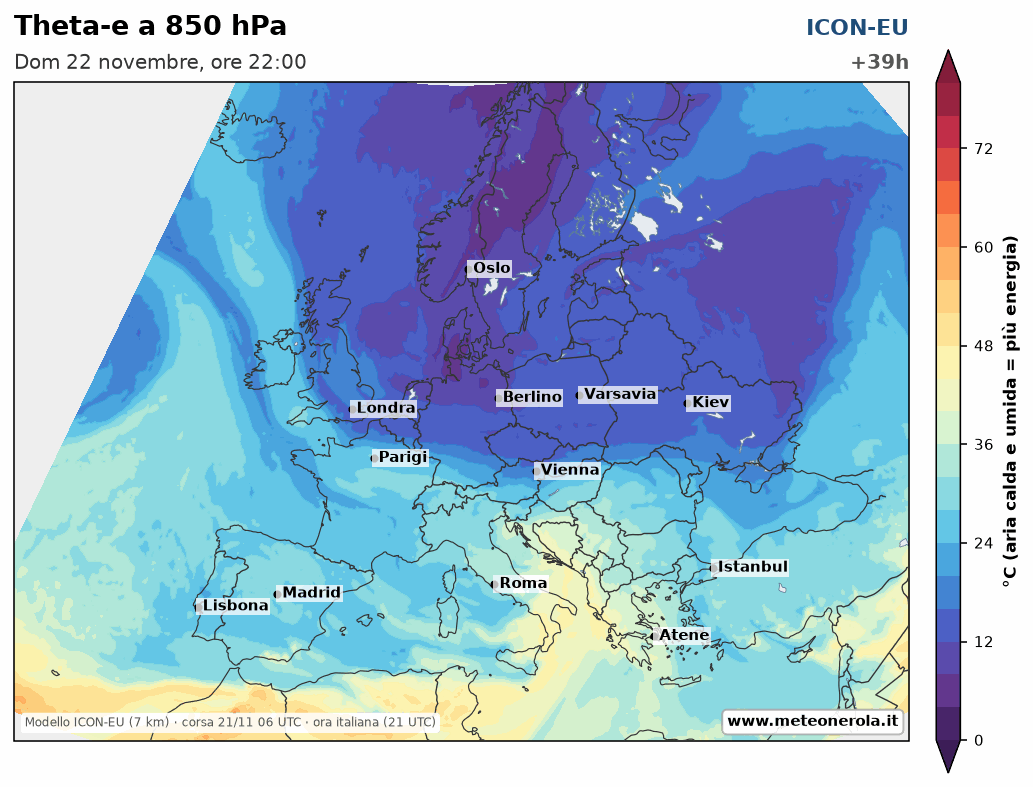 Theta-e a 850 hPa
ICON-EU
Dom 22 novembre, ore 22:00
+39h
Oslo
Berlino
Varsavia
Kiev
Londra
Parigi
Vienna
Istanbul
Roma
Madrid
Lisbona
Atene
72
60
48
36
24
12
0
°C (aria calda e umida = più energia)
Modello ICON-EU (7 km) · corsa 21/11 06 UTC · ora italiana (21 UTC)
www.meteonerola.it